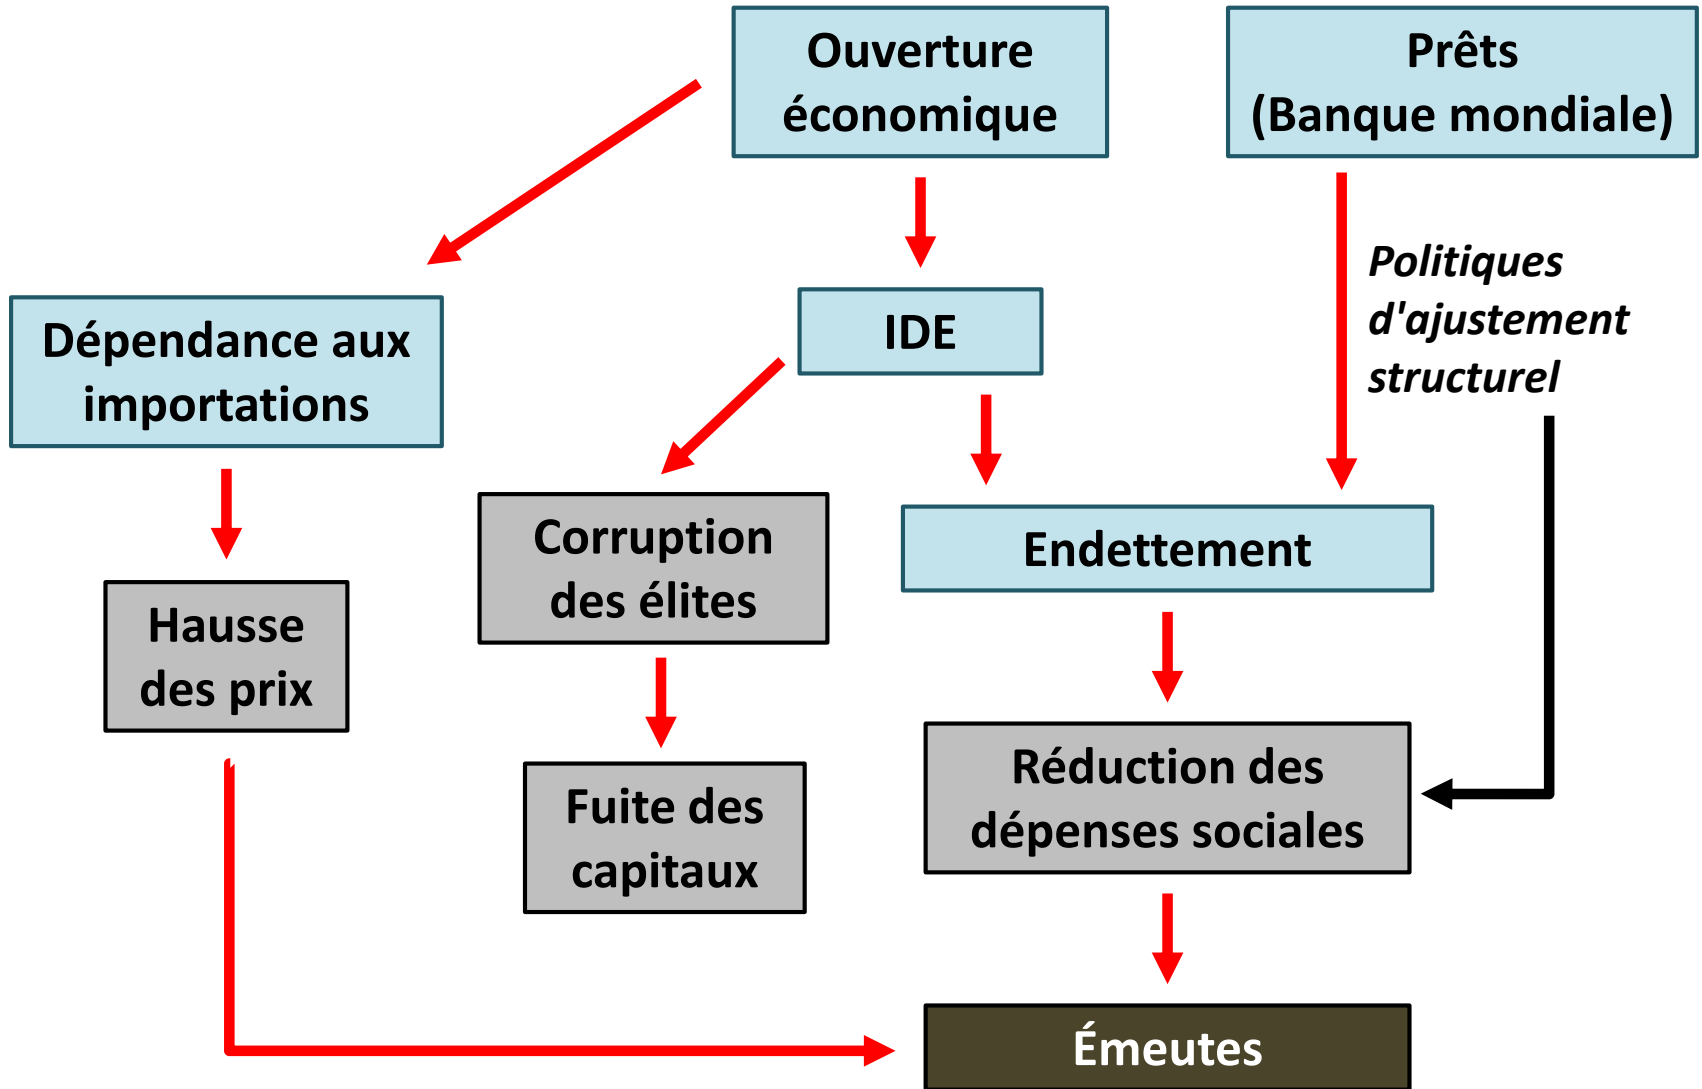 Ouverture
économique
Prêts
(Banque mondiale)
Politiques
d'ajustement
structurel
Dépendance aux
importations
IDE
Corruption
des élites
Endettement
Hausse
des prix
Fuite des
capitaux
Réduction des
dépenses sociales
Émeutes